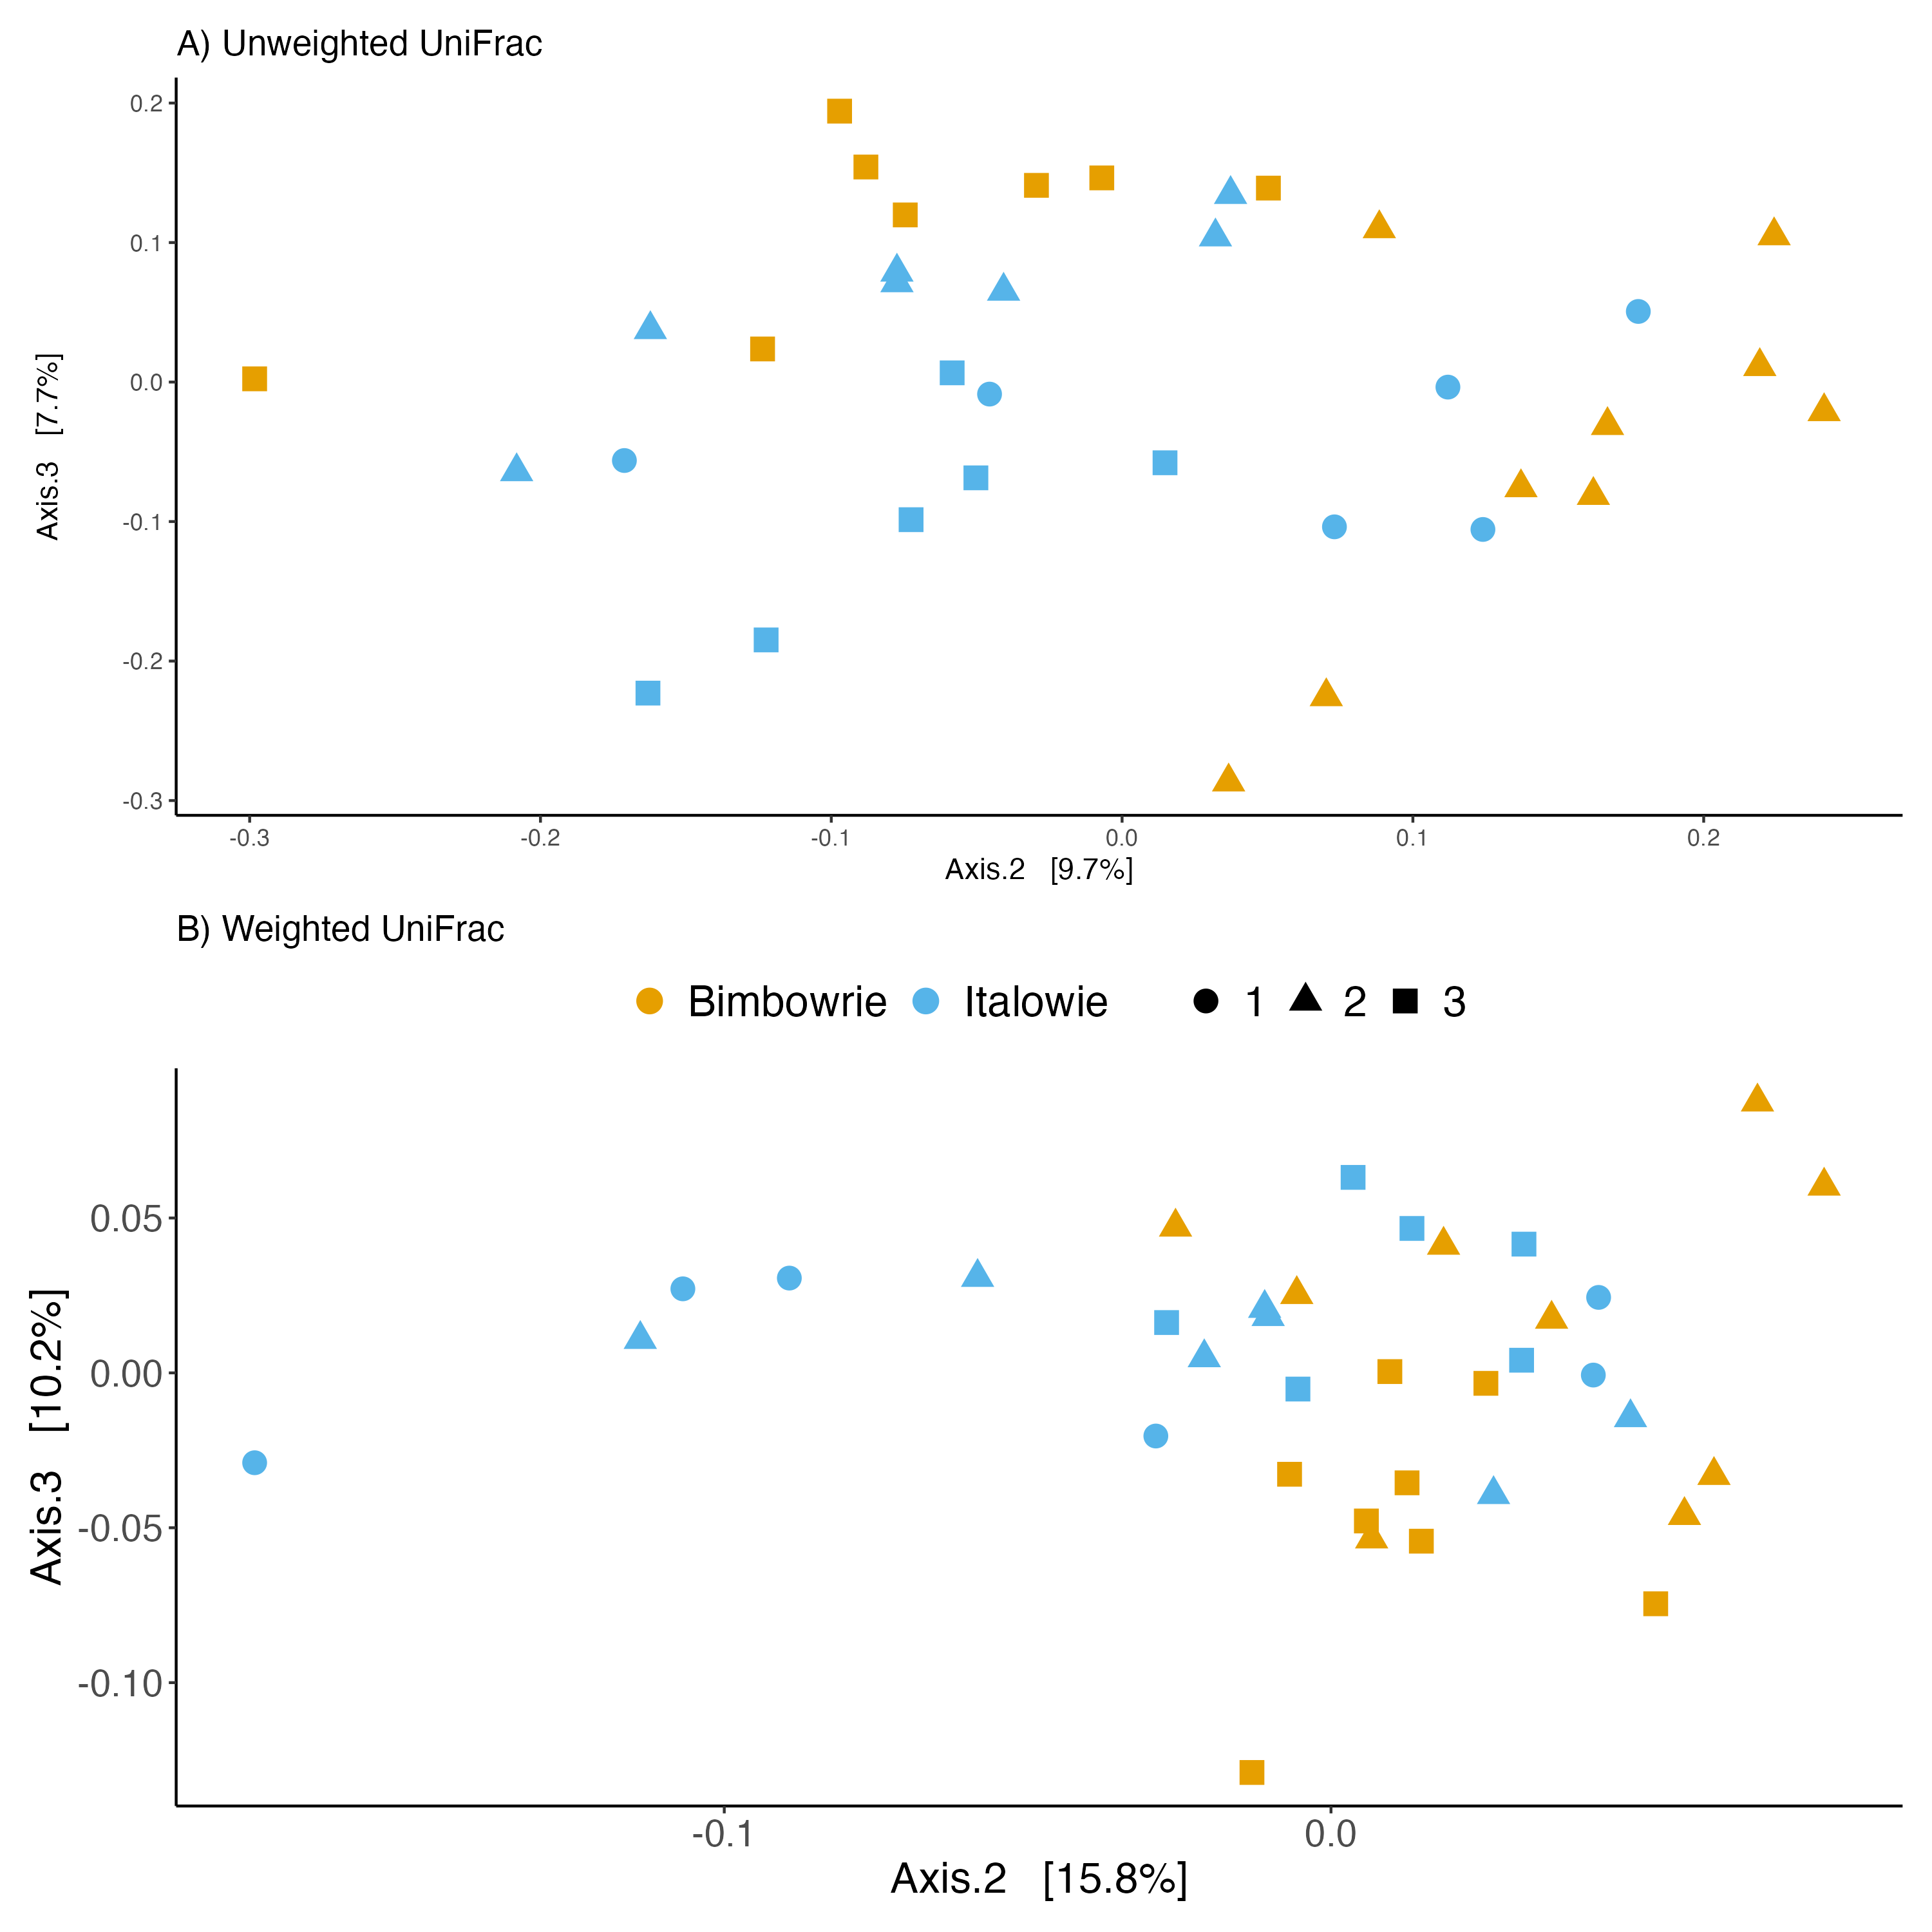 A) Unweighted UniFrac
0.2
0.1
0.0
-0.1
-0.2
-0.3
Axis.3 [7.7%]
-0.3 -0.2 -0.1 0.0 0.1 0.2
Axis.2 [9.7%]
B) Weighted UniFrac
Bimbowrie Italowie 1 2 3
0.05
0.00
-0.05
-0.10
Axis.3 [10.2%]
-0.1 0.0
Axis.2 [15.8%]